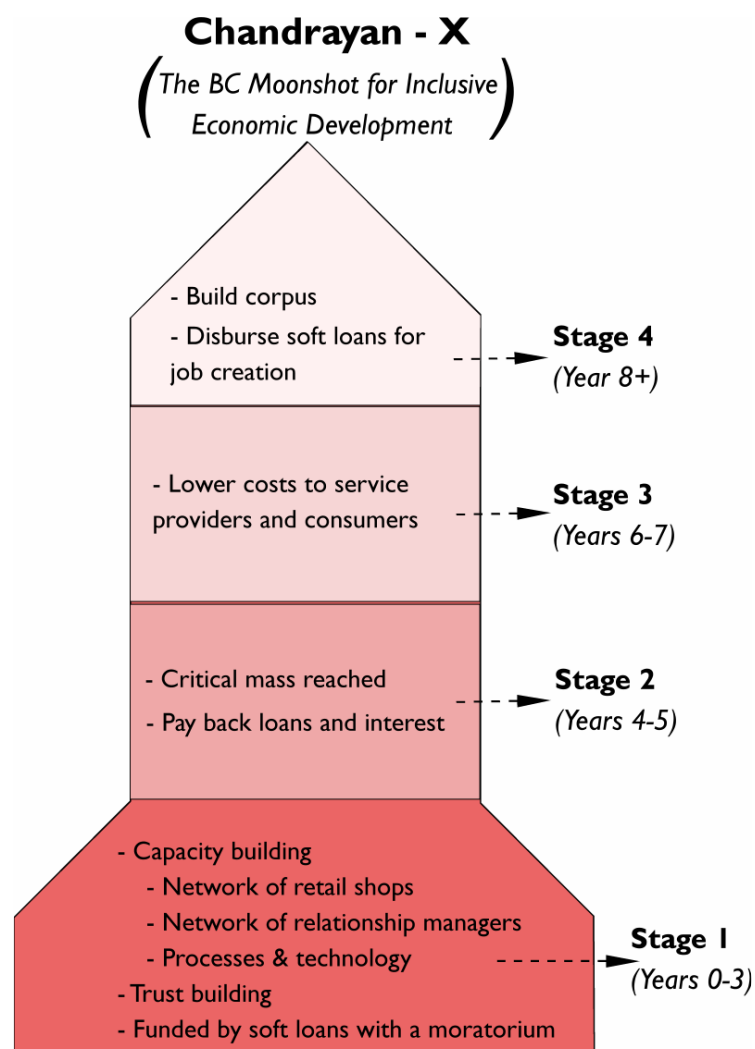 Chandrayan - X
(The BC Moonshot for Inclusive
Economic Development)
- Build corpus
- Disburse soft loans for
job creation
Stage 4
(Year 8+)
- Lower costs to service
providers and consumers
Stage 3
(Years 6-7)
- Critical mass reached
- Pay back loans and interest
Stage 2
(Years 4-5)
- Capacity building
- Network of retail shops
- Network of relationship managers
- Processes & technology
- Trust building
- Funded by soft loans with a moratorium
Stage 1
(Years 0-3)